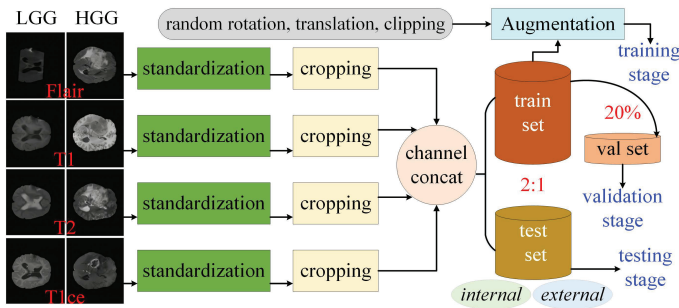 LGG HGG
random rotation, translation, clipping
Augmentation
training
stage
Flair
standardization
cropping
T1
standardization
cropping
T2
standardization
cropping
T1ce
standardization
cropping
channel
concat
train
set
20%
val set
validation
stage
2:1
test
set
testing
stage
internal
external